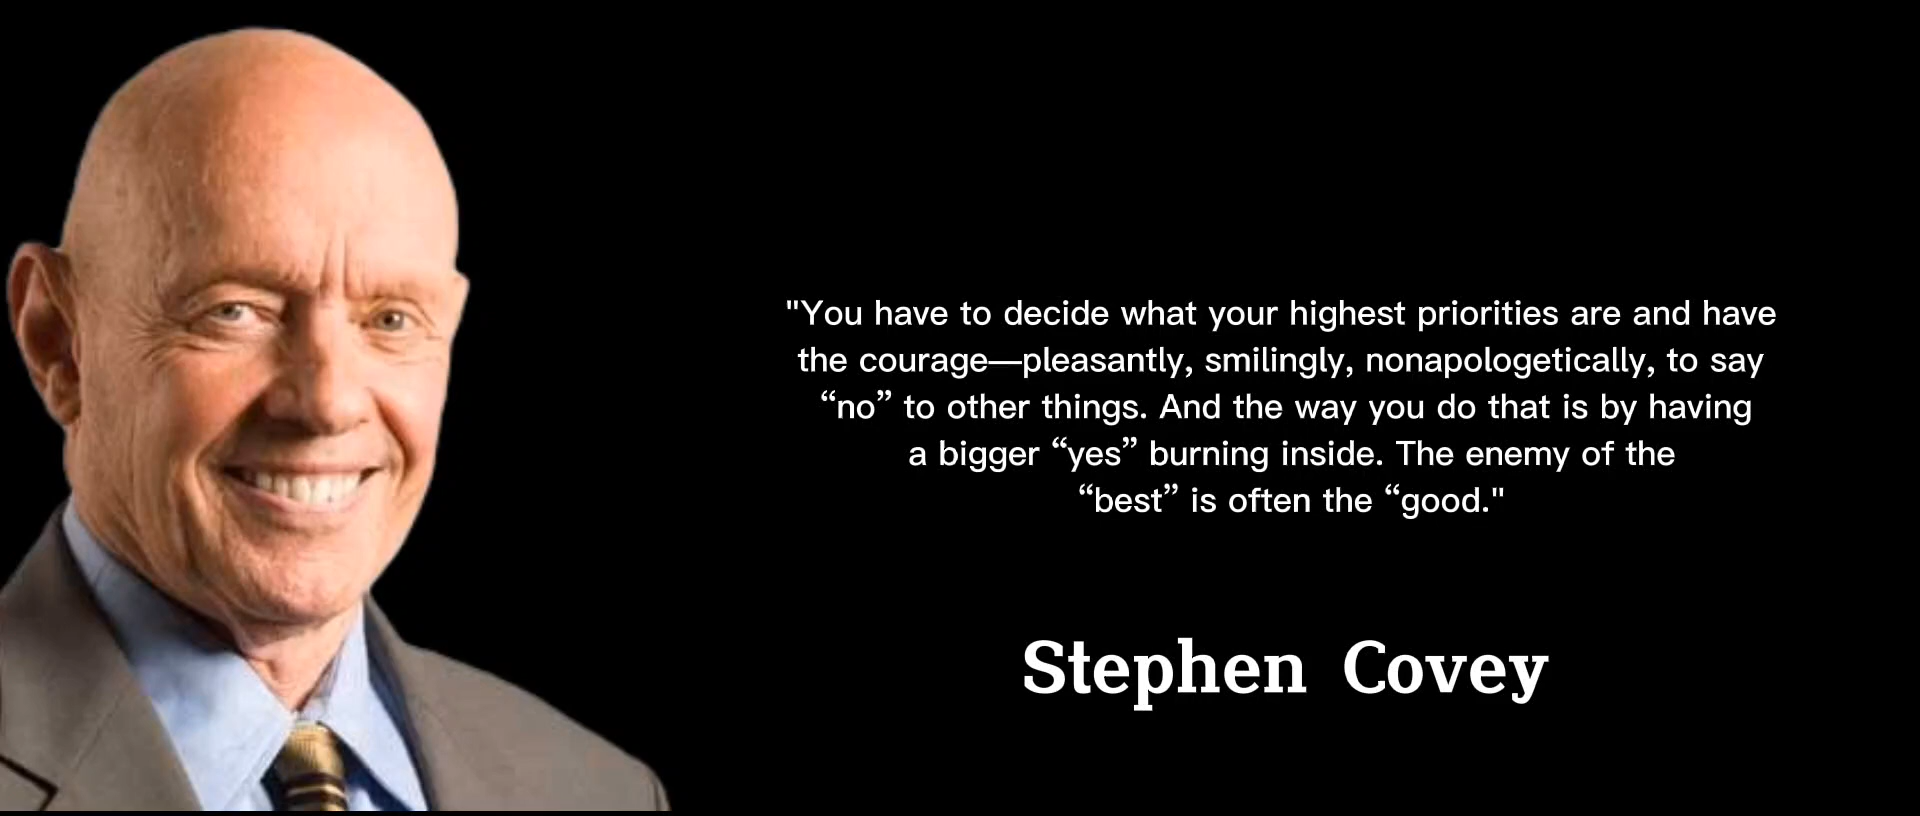 "You have to decide what your highest priorities are and have
the courage—pleasantly, smilingly, nonapologetically, to say
“no” to other things. And the way you do that is by having
a bigger “yes” burning inside. The enemy of the
“best” is often the “good."
Stephen Covey